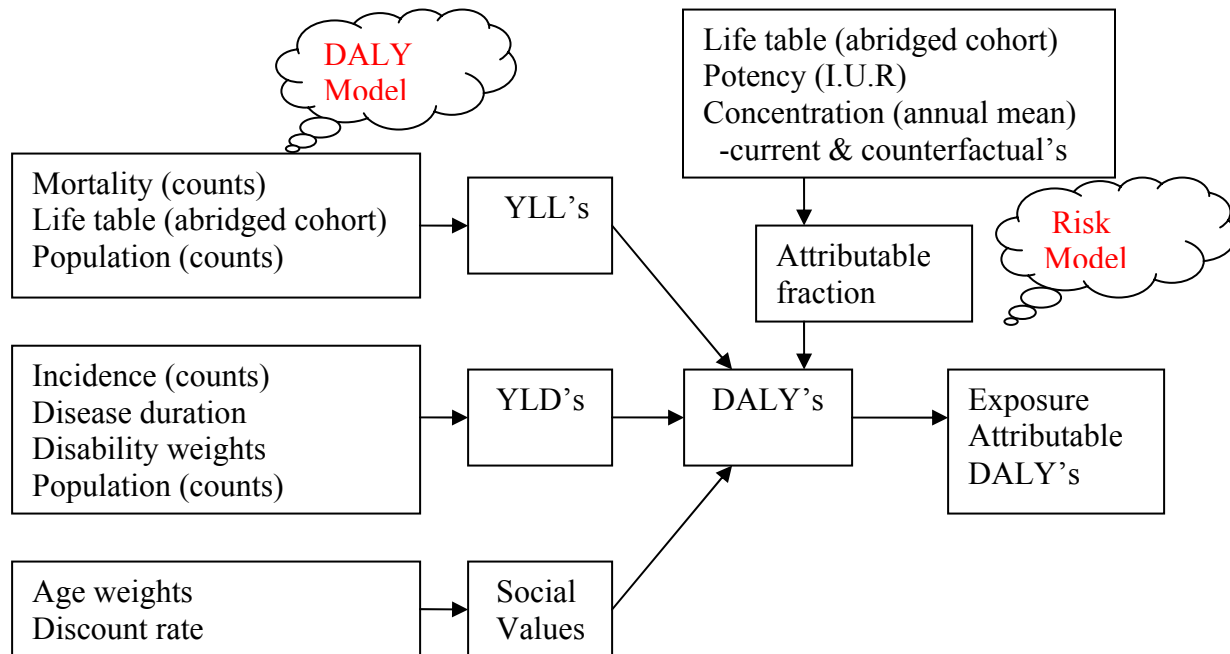 DALY
Model
Life table (abridged cohort)
Potency (I.U.R)
Concentration (annual mean)
-current & counterfactual’s
Mortality (counts)
Life table (abridged cohort)
Population (counts)
YLL’s
Attributable
fraction
Risk
Model
Incidence (counts)
Disease duration
Disability weights
Population (counts)
YLD’s
DALY’s
Exposure
Attributable
DALY’s
Age weights
Discount rate
Social
Values